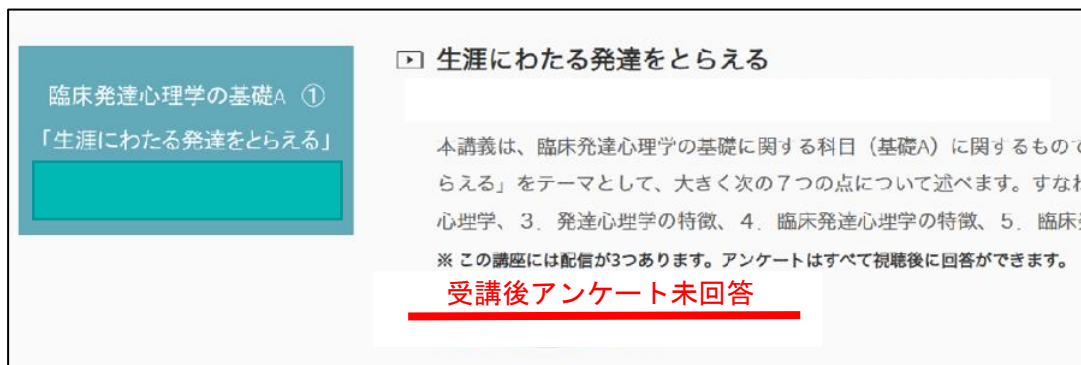 臨床発達心理学の基礎A ①
「生涯にわたる発達をとらえる」
生涯にわたる発達をとらえる
本講義は、臨床発達心理学の基礎に関する科目（基礎A）に関するもので
らえる」をテーマとして、大きく次の７つの点について述べます。すなわ
心理学、３．発達心理学の特徴、４．臨床発達心理学の特徴、５．臨床
※ この講座には配信が3つあります。アンケートはすべて視聴後に回答ができます。
受講後アンケート未回答